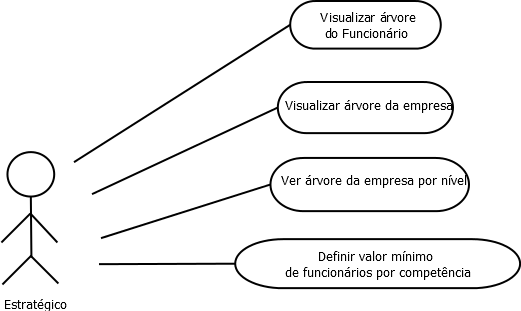 Visualizar árvore
do Funcionário
Visualizar árvore da empresa
Ver árvore da empresa por nível
Definir valor mínimo
de funcionários por competência
Estratégico